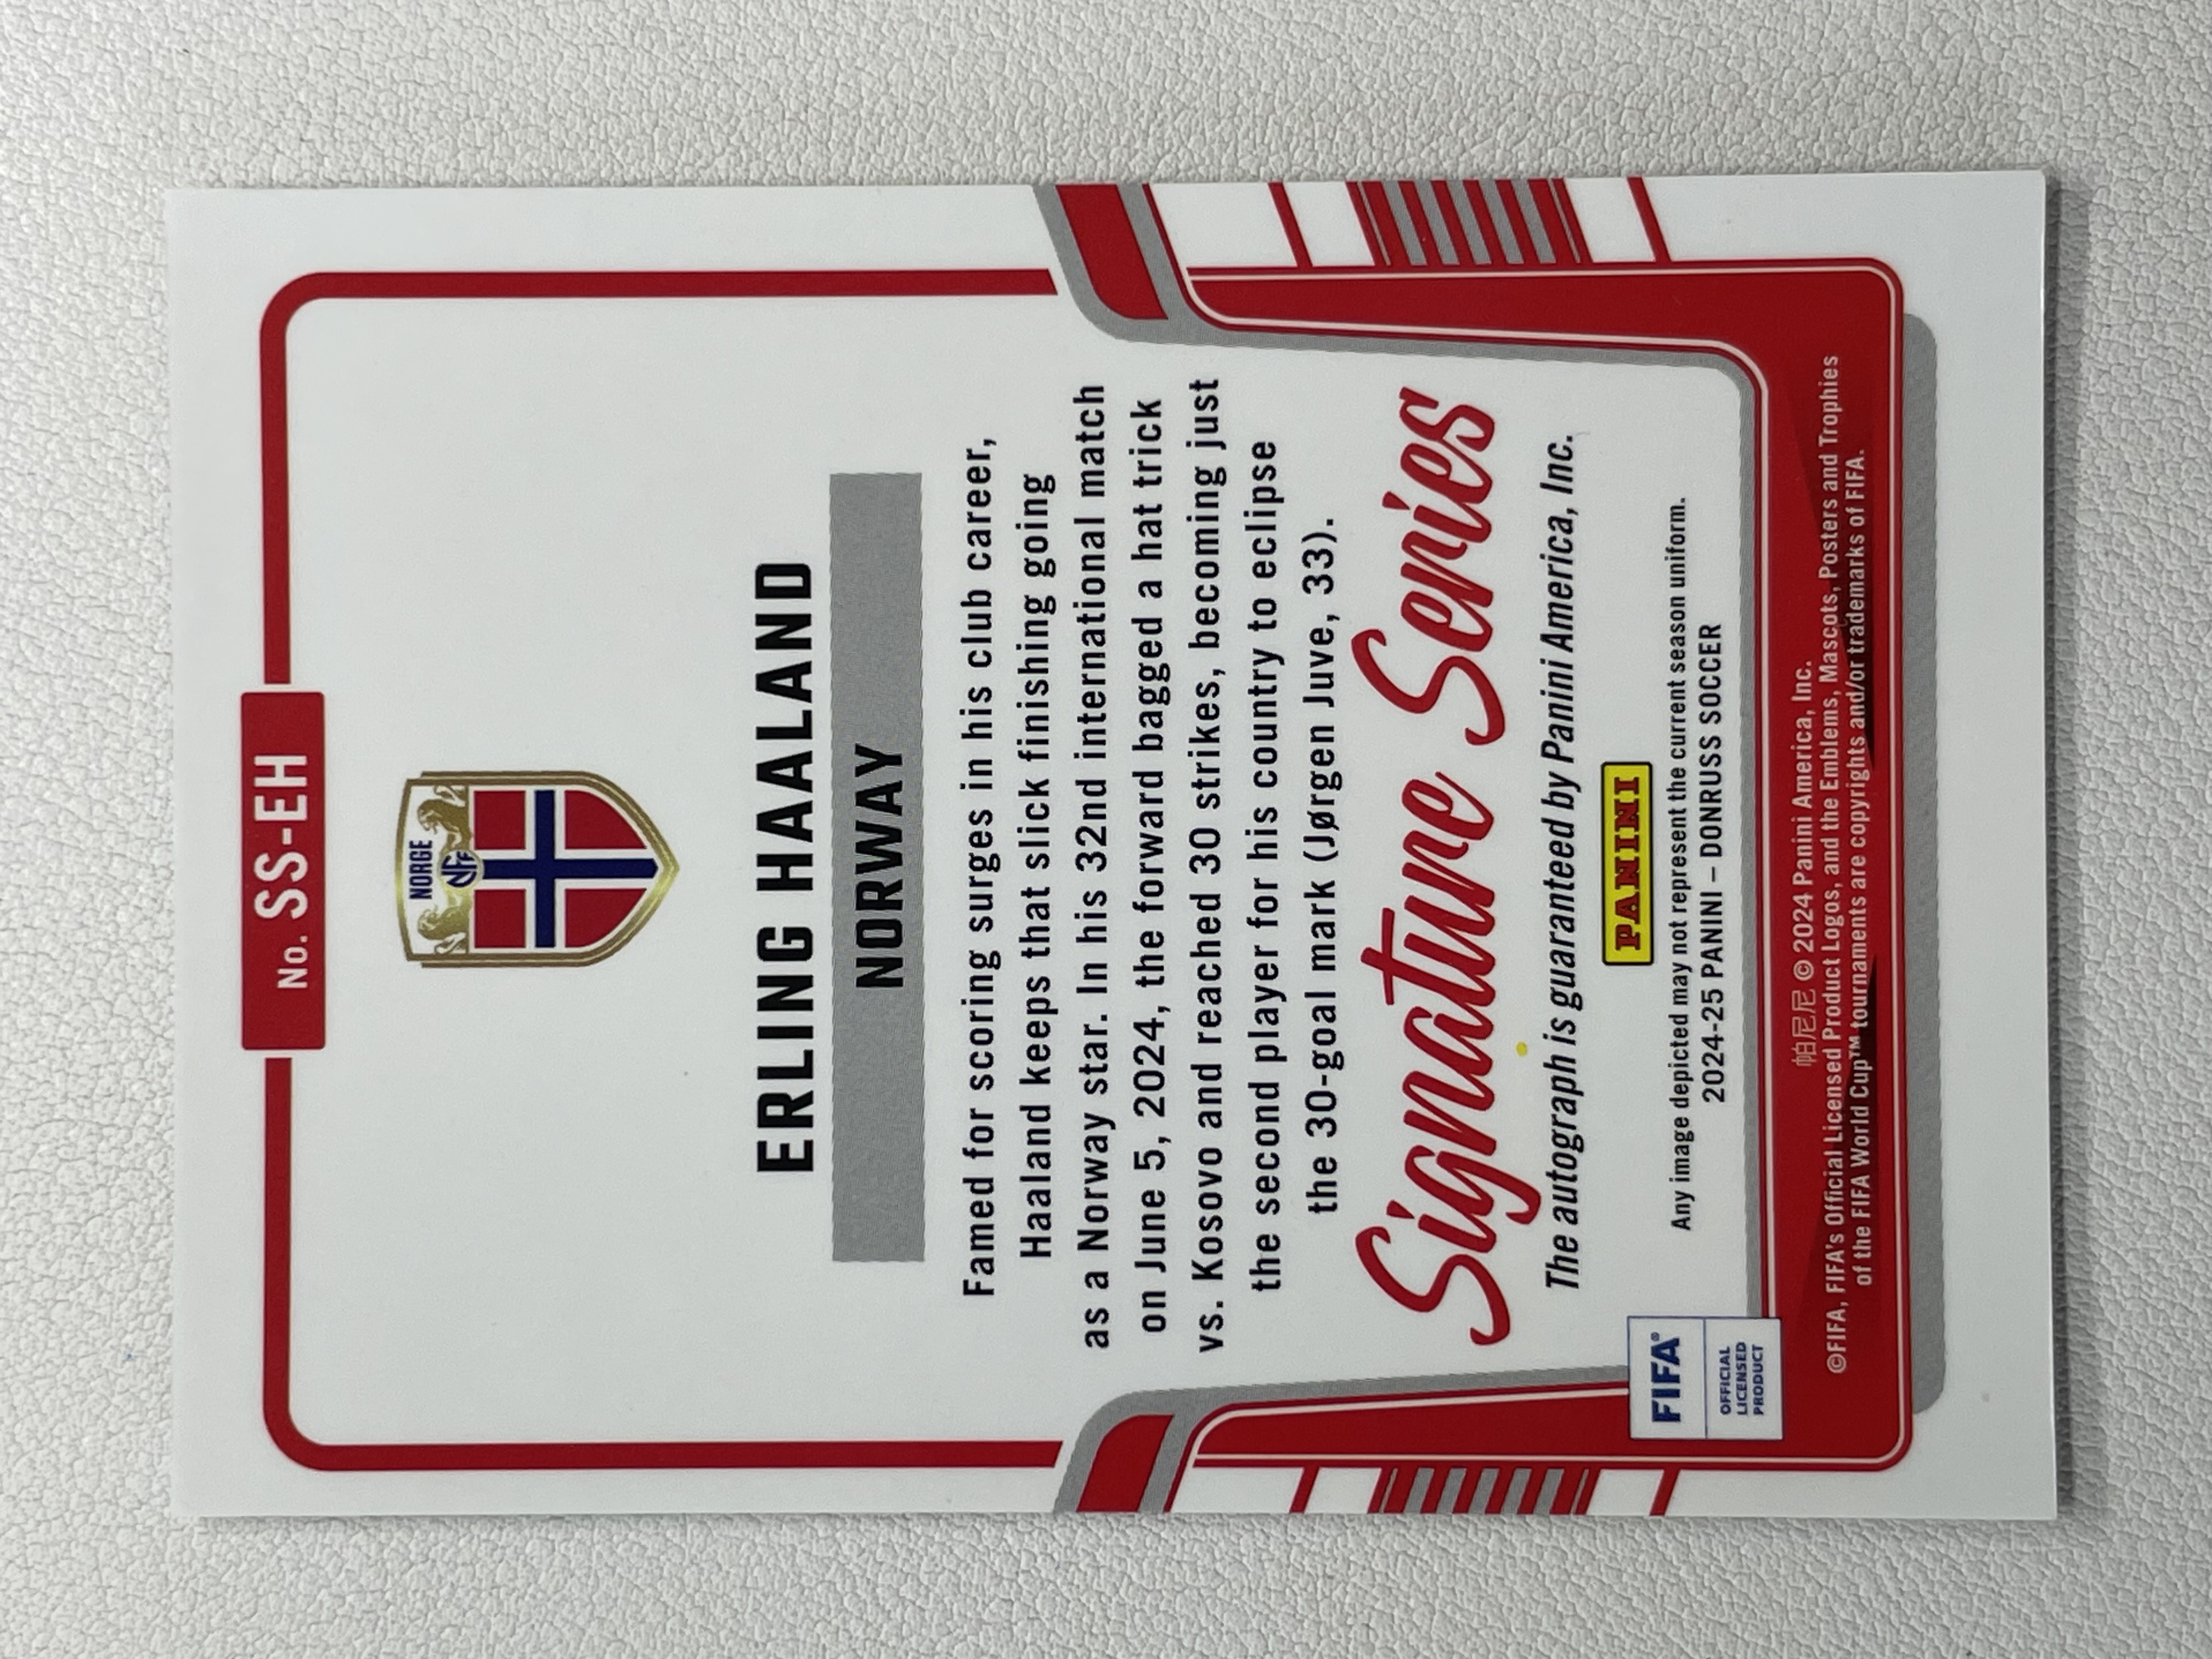 No. SS-EH
NORGE
NFF
ERLING HAALAND
NORWAY
Famed for scoring surges in his club career,
Haaland keeps that slick finishing going
as a Norway star. In his 32nd international match
on June 5, 2024, the forward bagged a hat trick
vs. Kosovo and reached 30 strikes, becoming just
the second player for his country to eclipse
the 30-goal mark (Jørgen Juve, 33).
Signature Series
The autograph is guaranteed by Panini America, Inc.
PANINI
Any image depicted may not represent the current season uniform.
2024-25 PANINI – DONRUSS SOCCER
FIFA®
OFFICIAL
LICENSED
PRODUCT
帕尼尼 © 2024 Panini America, Inc.
©FIFA, FIFA's Official Licensed Product Logos, and the Emblems, Mascots, Posters and Trophies
of the FIFA World Cup™ tournaments are copyrights and/or trademarks of FIFA.